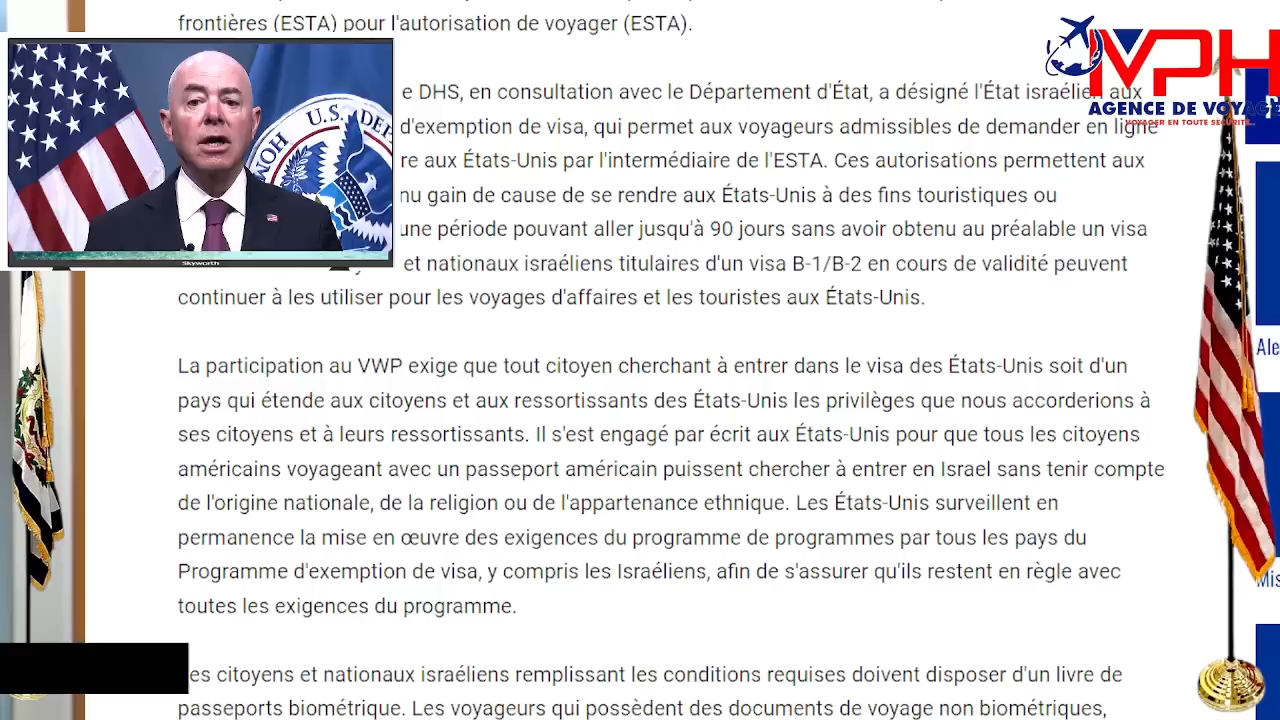 frontières (ESTA) pour l'autorisation de voyager (ESTA).
MPH
AGENCE DE VOYAGE
VOYAGER EN TOUTE SÉCURITÉ..
e DHS, en consultation avec le Département d'État, a désigné l'État israélien aux
d'exemption de visa, qui permet aux voyageurs admissibles de demander en ligne
re aux États-Unis par l'intermédiaire de l'ESTA. Ces autorisations permettent aux
nu gain de cause de se rendre aux États-Unis à des fins touristiques ou
une période pouvant aller jusqu'à 90 jours sans avoir obtenu au préalable un visa
et nationaux israéliens titulaires d'un visa B-1/B-2 en cours de validité peuvent
continuer à les utiliser pour les voyages d'affaires et les touristes aux États-Unis.
U.S. DEP
Skyworth
Ale
La participation au VWP exige que tout citoyen cherchant à entrer dans le visa des États-Unis soit d'un
pays qui étende aux citoyens et aux ressortissants des États-Unis les privilèges que nous accorderions à
ses citoyens et à leurs ressortissants. Il s'est engagé par écrit aux États-Unis pour que tous les citoyens
américains voyageant avec un passeport américain puissent chercher à entrer en Israel sans tenir compte
de l'origine nationale, de la religion ou de l'appartenance ethnique. Les États-Unis surveillent en
permanence la mise en œuvre des exigences du programme de programmes par tous les pays du
Programme d'exemption de visa, y compris les Israéliens, afin de s'assurer qu'ils restent en règle avec
toutes les exigences du programme.
Mis
es citoyens et nationaux israéliens remplissant les conditions requises doivent disposer d'un livre de
passeports biométrique. Les voyageurs qui possèdent des documents de voyage non biométriques,